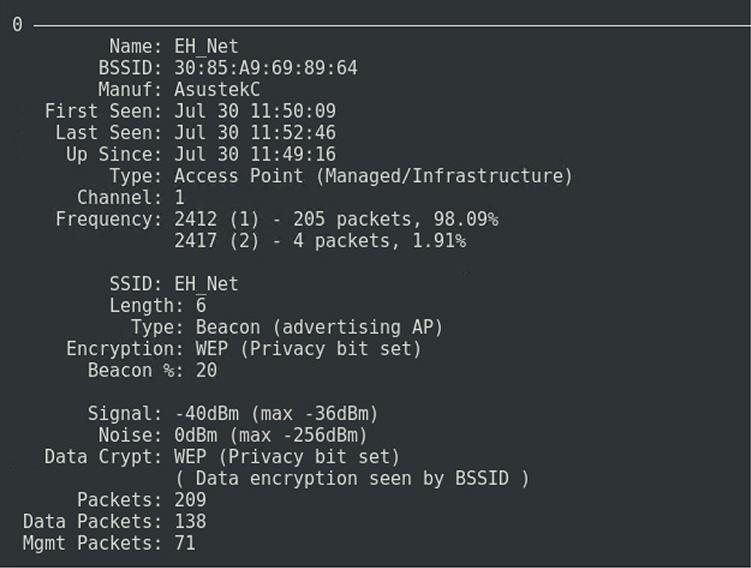 0
Name: EH_Net
BSSID: 30:85:A9:69:89:64
Manuf: AsustekC
First Seen: Jul 30 11:50:09
Last Seen: Jul 30 11:52:46
Up Since: Jul 30 11:49:16
Type: Access Point (Managed/Infrastructure)
Channel: 1
Frequency: 2412 (1) - 205 packets, 98.09%
2417 (2) - 4 packets, 1.91%
SSID: EH_Net
Length: 6
Type: Beacon (advertising AP)
Encryption: WEP (Privacy bit set)
Beacon %: 20
Signal: -40dBm (max -36dBm)
Noise: 0dBm (max -256dBm)
Data Crypt: WEP (Privacy bit set)
( Data encryption seen by BSSID )
Packets: 209
Data Packets: 138
Mgmt Packets: 71